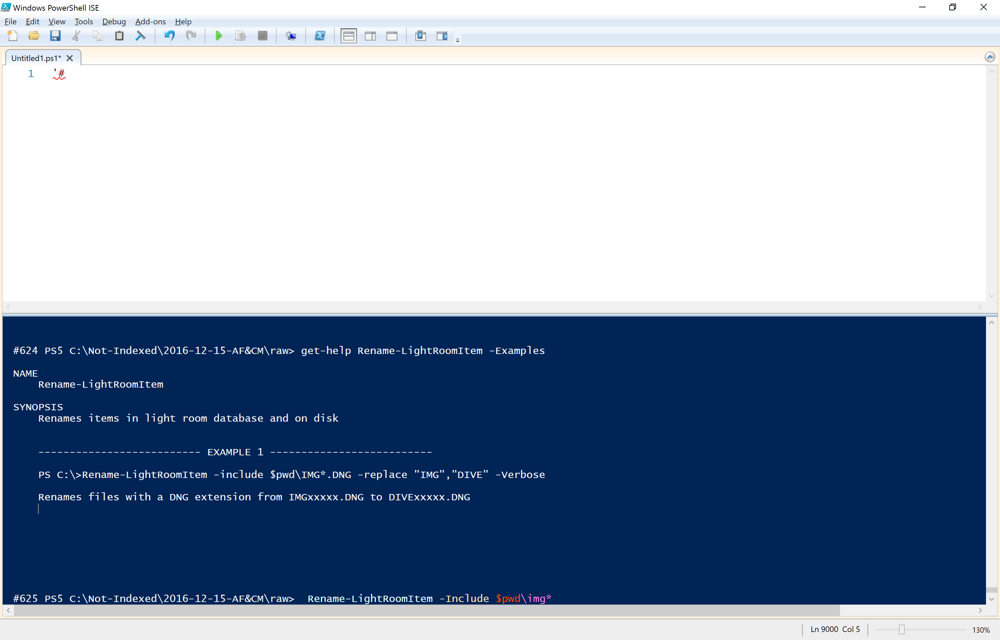 Windows PowerShell ISE
File Edit View Tools Debug Add-ons Help
Untitled1.ps1*
1 '#
#624 PS5 C:\Not-Indexed\2016-12-15-AF&CM\raw> get-help Rename-LightRoomItem -Examples
NAME
Rename-LightRoomItem
SYNOPSIS
Renames items in light room database and on disk
-------------------------- EXAMPLE 1 --------------------------
PS C:\>Rename-LightRoomItem -include $pwd\IMG*.DNG -replace "IMG","DIVE" -Verbose
Renames files with a DNG extension from IMGxxxxx.DNG to DIVExxxxx.DNG
#625 PS5 C:\Not-Indexed\2016-12-15-AF&CM\raw>  Rename-LightRoomItem -Include $pwd\img*
Ln 9000 Col 5
130%